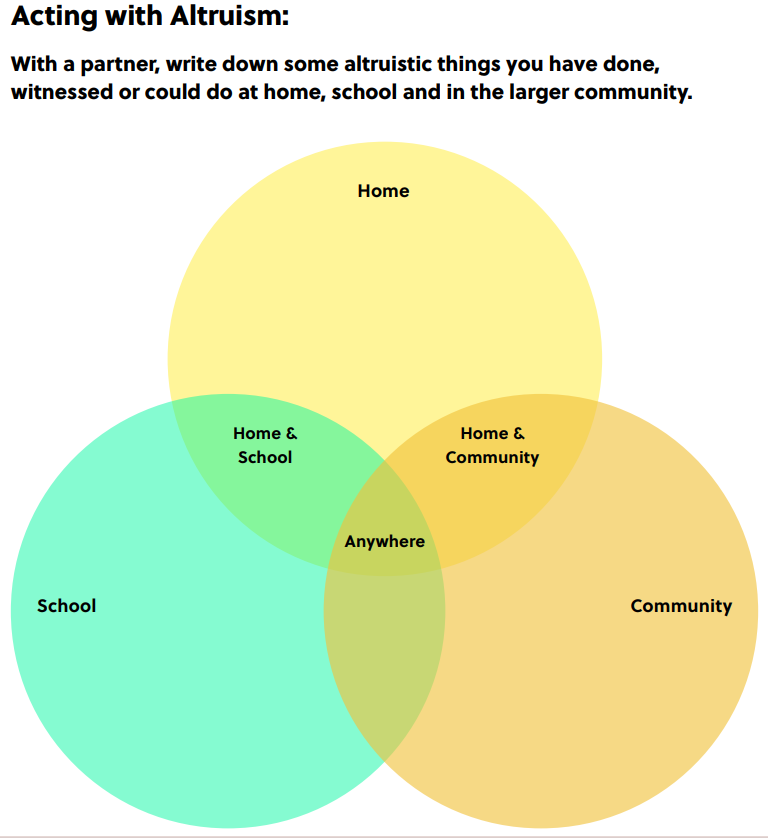 Acting with Altruism:
With a partner, write down some altruistic things you have done,
witnessed or could do at home, school and in the larger community.
Home
Home &
School
Home &
Community
Anywhere
School
Community